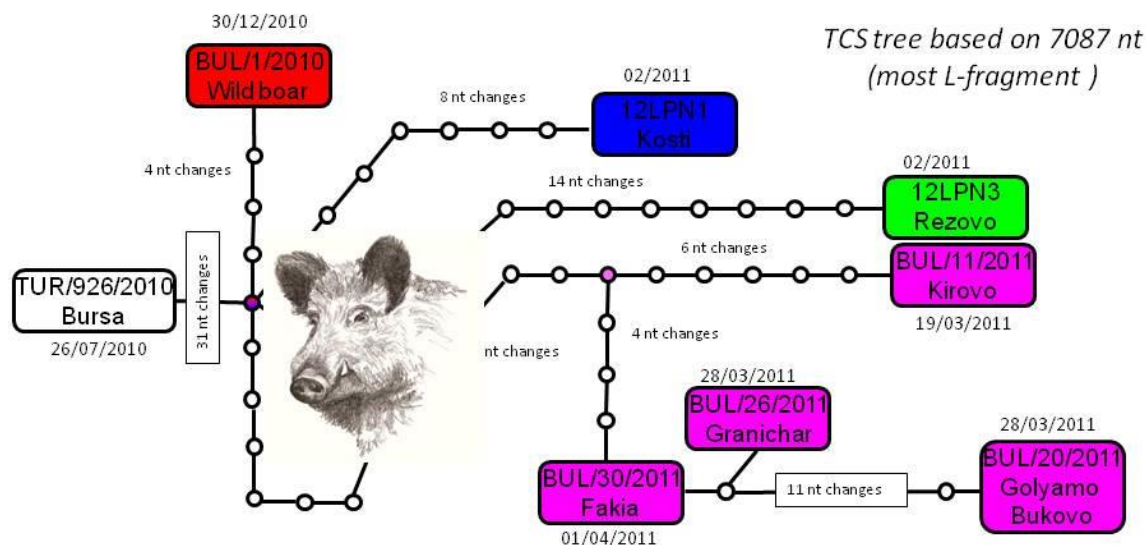 30/12/2010
TCS tree based on 7087 nt
(most L-fragment )
BUL/1/2010
Wild boar
8 nt changes
02/2011
12LPN1
Kosti
4 nt changes
14 nt changes
02/2011
12LPN3
Rezovo
6 nt changes
BUL/11/2011
Kirovo
19/03/2011
TUR/926/2010
Bursa
26/07/2010
31 nt changes
nt changes
4 nt changes
28/03/2011
BUL/26/2011
Granichar
28/03/2011
BUL/20/2011
Golyamo
Bukovo
11 nt changes
BUL/30/2011
Fakia
01/04/2011